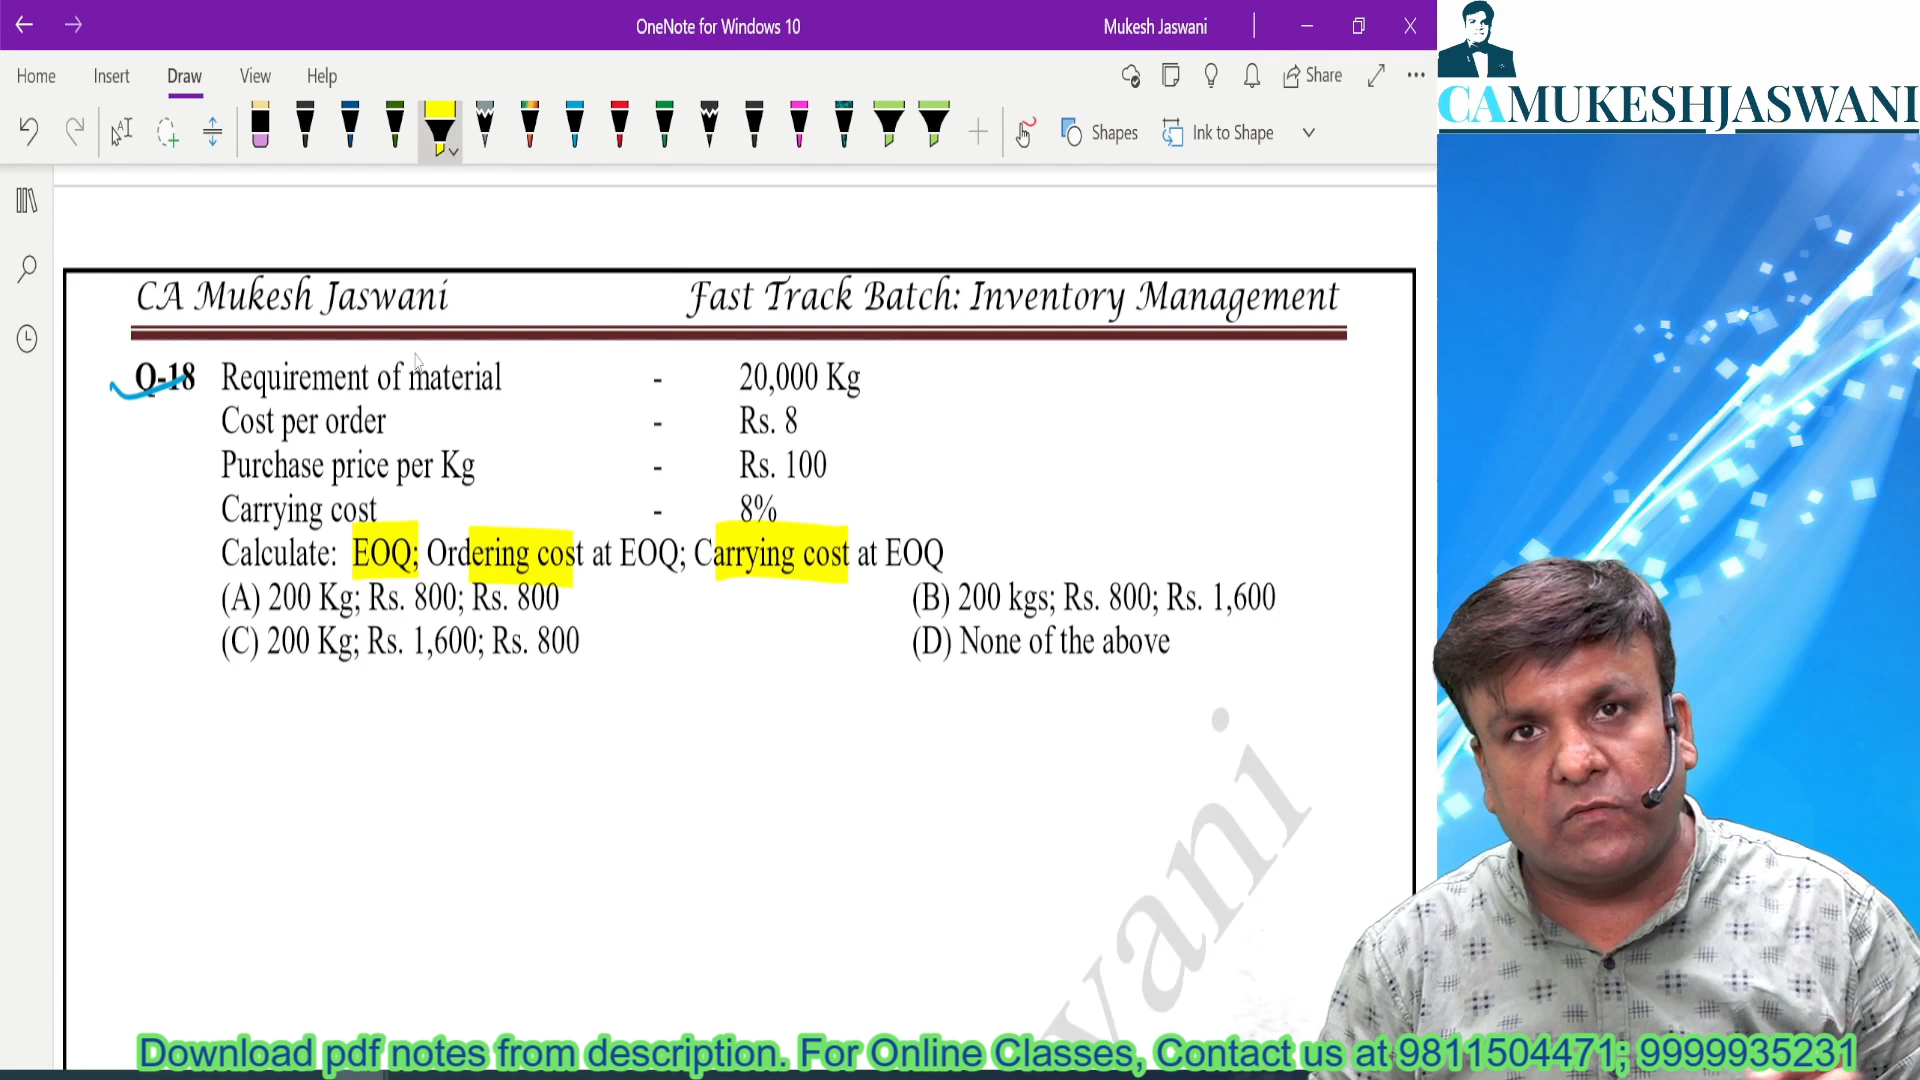 OneNote for Windows 10
Mukesh Jaswani
Home Insert Draw View Help
Share
Shapes
Ink to Shape
CAMUKESHJASWANI
CA Mukesh Jaswani Fast Track Batch: Inventory Management
Q-18 Requirement of material - 20,000 Kg
Cost per order - Rs. 8
Purchase price per Kg - Rs. 100
Carrying cost - 8%
Calculate: EOQ; Ordering cost at EOQ; Carrying cost at EOQ
(A) 200 Kg; Rs. 800; Rs. 800 (B) 200 kgs; Rs. 800; Rs. 1,600
(C) 200 Kg; Rs. 1,600; Rs. 800 (D) None of the above
wani
Download pdf notes from description. For Online Classes, Contact us at 9811504471; 9999935231